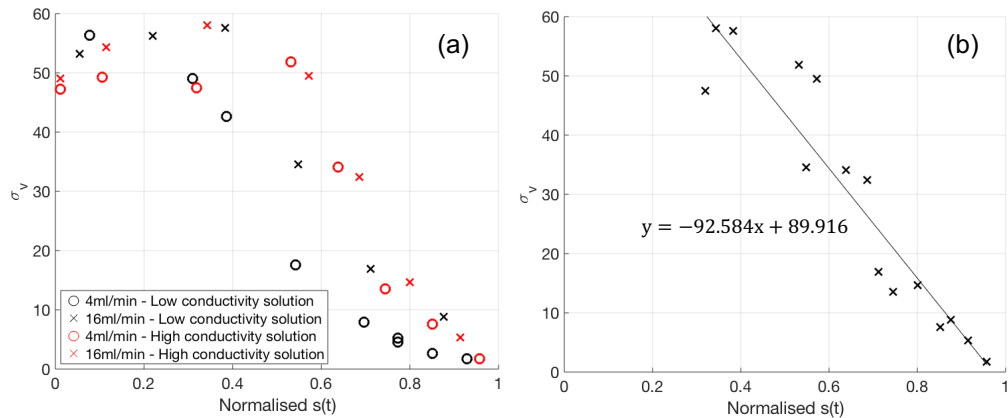 60
50
40
30
20
10
0
σv
0
0.2
0.4
0.6
0.8
1
Normalised s(t)
(a)
4ml/min - Low conductivity solution
16ml/min - Low conductivity solution
4ml/min - High conductivity solution
16ml/min - High conductivity solution
60
50
40
30
20
10
0
σv
0
0.2
0.4
0.6
0.8
1
Normalised s(t)
(b)
y = −92.584x + 89.916